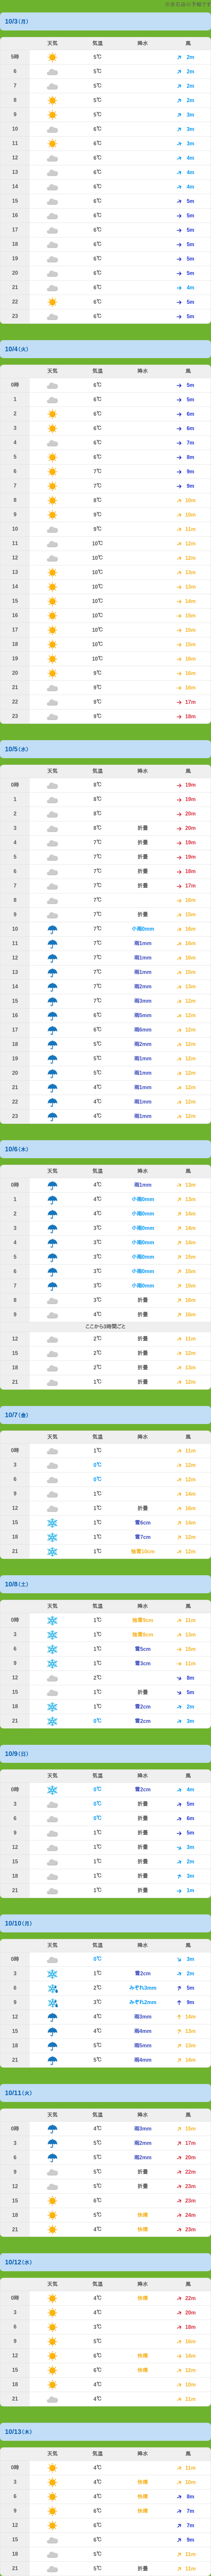 ※赤石岳の予報です
10/3(月)
天気 気温 降水 風
5時 5℃ 2m
6 5℃ 2m
7 5℃ 2m
8 5℃ 2m
9 5℃ 3m
10 6℃ 3m
11 6℃ 3m
12 6℃ 4m
13 6℃ 4m
14 6℃ 4m
15 6℃ 5m
16 6℃ 5m
17 6℃ 5m
18 6℃ 5m
19 6℃ 5m
20 6℃ 5m
21 6℃ 4m
22 6℃ 5m
23 6℃ 5m
10/4(火)
天気 気温 降水 風
0時 6℃ 5m
1 6℃ 5m
2 6℃ 6m
3 6℃ 6m
4 6℃ 7m
5 6℃ 8m
6 7℃ 9m
7 7℃ 9m
8 8℃ 10m
9 9℃ 10m
10 9℃ 11m
11 10℃ 12m
12 10℃ 12m
13 10℃ 13m
14 10℃ 13m
15 10℃ 14m
16 10℃ 15m
17 10℃ 15m
18 10℃ 15m
19 10℃ 16m
20 9℃ 16m
21 9℃ 16m
22 9℃ 17m
23 9℃ 18m
10/5(水)
天気 気温 降水 風
0時 8℃ 19m
1 8℃ 19m
2 8℃ 20m
3 8℃ 折畳 20m
4 7℃ 折畳 19m
5 7℃ 折畳 19m
6 7℃ 折畳 18m
7 7℃ 折畳 17m
8 7℃ 16m
9 7℃ 折畳 15m
10 7℃ 小雨0mm 16m
11 7℃ 雨1mm 16m
12 7℃ 雨1mm 16m
13 7℃ 雨1mm 15m
14 7℃ 雨2mm 13m
15 7℃ 雨3mm 12m
16 6℃ 雨5mm 12m
17 6℃ 雨6mm 12m
18 5℃ 雨2mm 12m
19 5℃ 雨1mm 12m
20 5℃ 雨1mm 12m
21 4℃ 雨1mm 12m
22 4℃ 雨1mm 12m
23 4℃ 雨1mm 12m
10/6(木)
天気 気温 降水 風
0時 4℃ 雨1mm 12m
1 4℃ 小雨0mm 13m
2 4℃ 小雨0mm 14m
3 4℃ 小雨0mm 14m
4 3℃ 小雨0mm 14m
5 3℃ 小雨0mm 15m
6 3℃ 小雨0mm 15m
7 3℃ 小雨0mm 15m
8 3℃ 折畳 16m
9 4℃ 折畳 16m
ここから3時間ごと
12 2℃ 折畳 11m
15 2℃ 折畳 12m
18 2℃ 折畳 13m
21 1℃ 折畳 12m
10/7(金)
天気 気温 降水 風
0時 1℃ 11m
3 0℃ 12m
6 0℃ 12m
9 1℃ 14m
12 1℃ 折畳 16m
15 1℃ 雪6cm 14m
18 1℃ 雪7cm 12m
21 1℃ 強雪10cm 12m
10/8(土)
天気 気温 降水 風
0時 1℃ 強雪9cm 11m
3 1℃ 強雪8cm 13m
6 1℃ 雪5cm 15m
9 1℃ 雪3cm 11m
12 2℃ 8m
15 1℃ 折畳 5m
18 1℃ 雪2cm 2m
21 0℃ 雪2cm 3m
10/9(日)
天気 気温 降水 風
0時 0℃ 雪2cm 4m
3 0℃ 折畳 5m
6 0℃ 折畳 6m
9 1℃ 折畳 5m
12 1℃ 折畳 3m
15 1℃ 折畳 2m
18 1℃ 折畳 3m
21 1℃ 折畳 1m
10/10(月)
天気 気温 降水 風
0時 0℃ 3m
3 1℃ 雪2cm 2m
6 2℃ みぞれ3mm 5m
9 3℃ みぞれ2mm 9m
12 4℃ 雨3mm 14m
15 4℃ 雨4mm 13m
18 5℃ 雨5mm 13m
21 5℃ 雨4mm 14m
10/11(火)
天気 気温 降水 風
0時 4℃ 雨3mm 15m
3 5℃ 雨2mm 17m
6 5℃ 雨2mm 20m
9 5℃ 折畳 22m
12 5℃ 折畳 23m
15 6℃ 23m
18 5℃ 快晴 24m
21 4℃ 快晴 23m
10/12(水)
天気 気温 降水 風
0時 4℃ 快晴 22m
3 4℃ 20m
6 3℃ 18m
9 5℃ 16m
12 6℃ 快晴 14m
15 6℃ 快晴 12m
18 4℃ 10m
21 4℃ 11m
10/13(木)
天気 気温 降水 風
0時 4℃ 11m
3 4℃ 快晴 10m
6 4℃ 快晴 8m
9 6℃ 快晴 7m
12 6℃ 7m
15 6℃ 9m
18 5℃ 11m
21 5℃ 折畳 11m